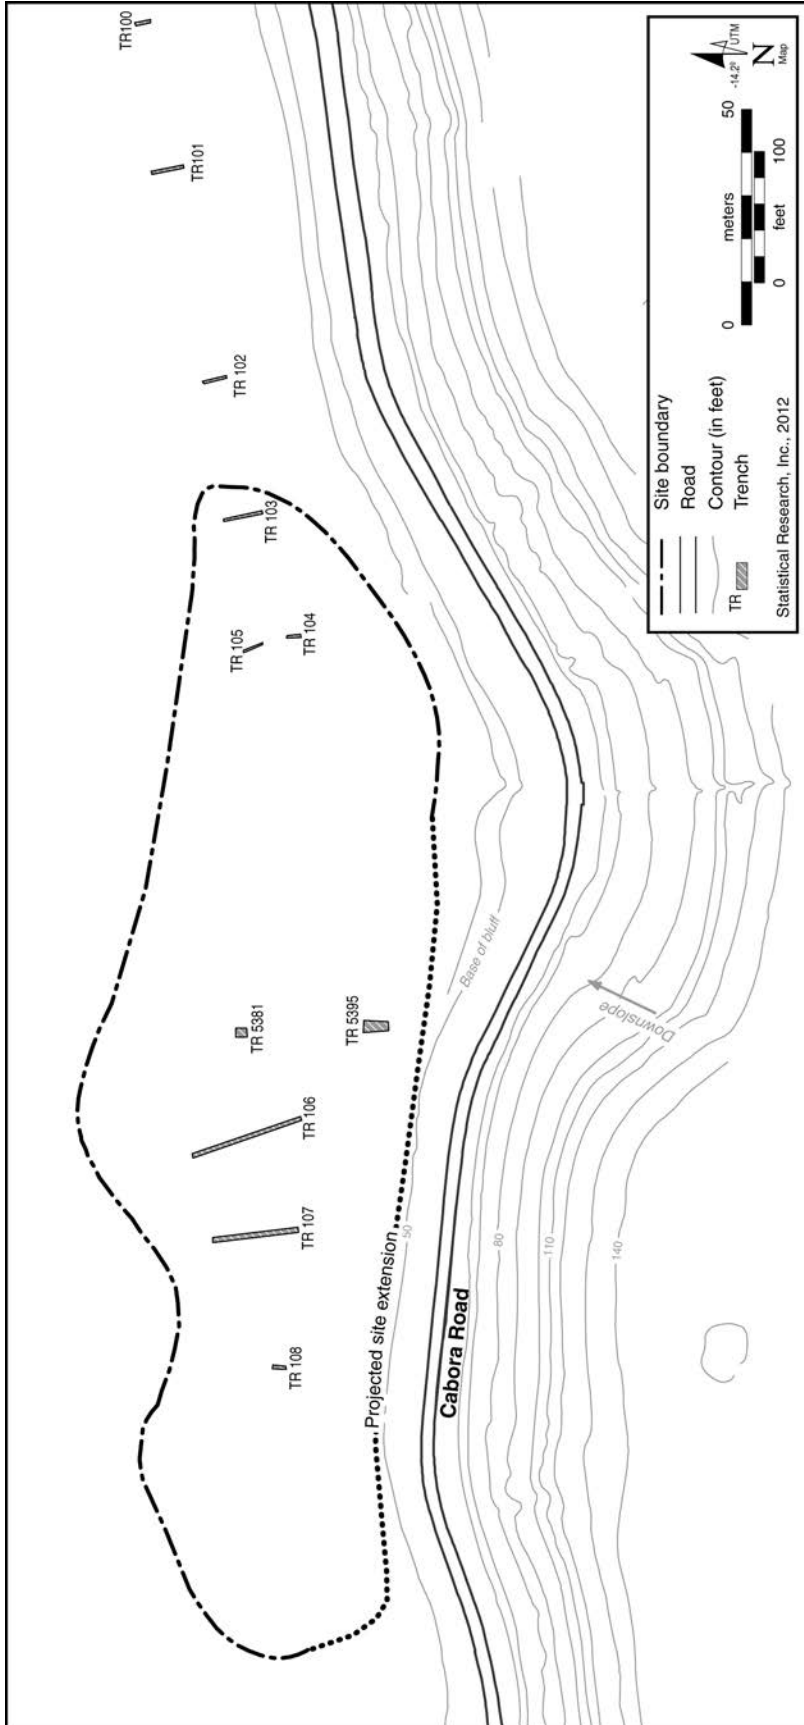 TR100
TR101
TR 102
TR 103
TR 105
TR 104
TR 5381
TR 5395
TR 106
TR 107
TR 108
Projected site extension
Base of bluff
Downslope
50
80
110
140
Cabora Road
Site boundary
Road
Contour (in feet)
TR Trench
Statistical Research, Inc., 2012
0 meters 50
0 feet 100
-14.2º
UTM
N
Map